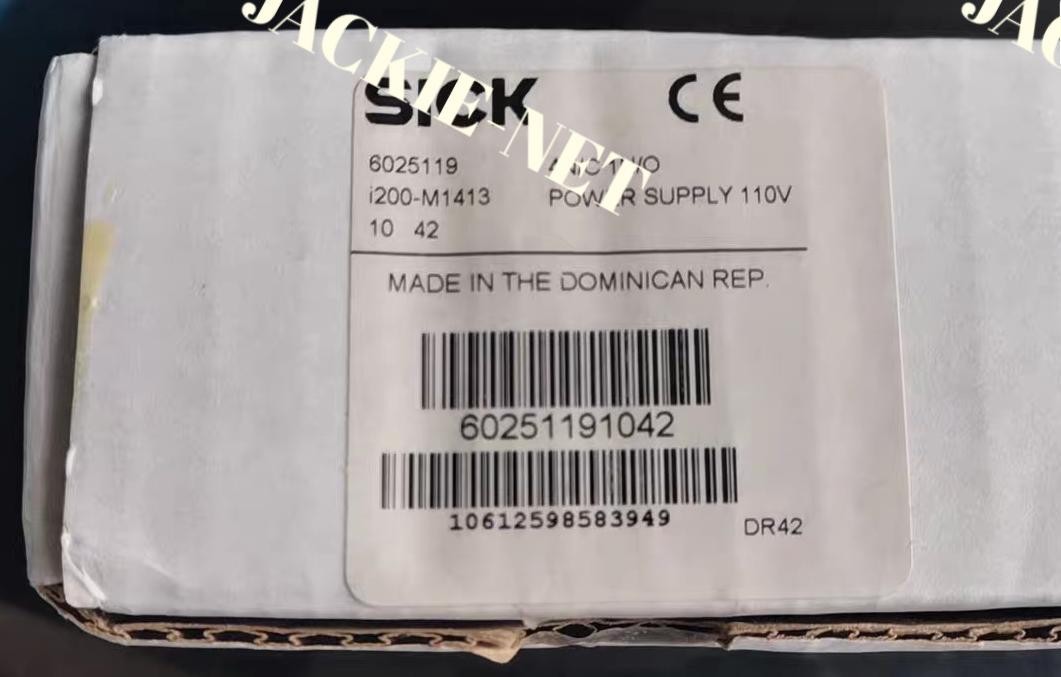 JACKIE-NET
SICK CE
6025119
i200-M1413 POWER SUPPLY 110V
10 42
MADE IN THE DOMINICAN REP.
60251191042
10612598583949
DR42